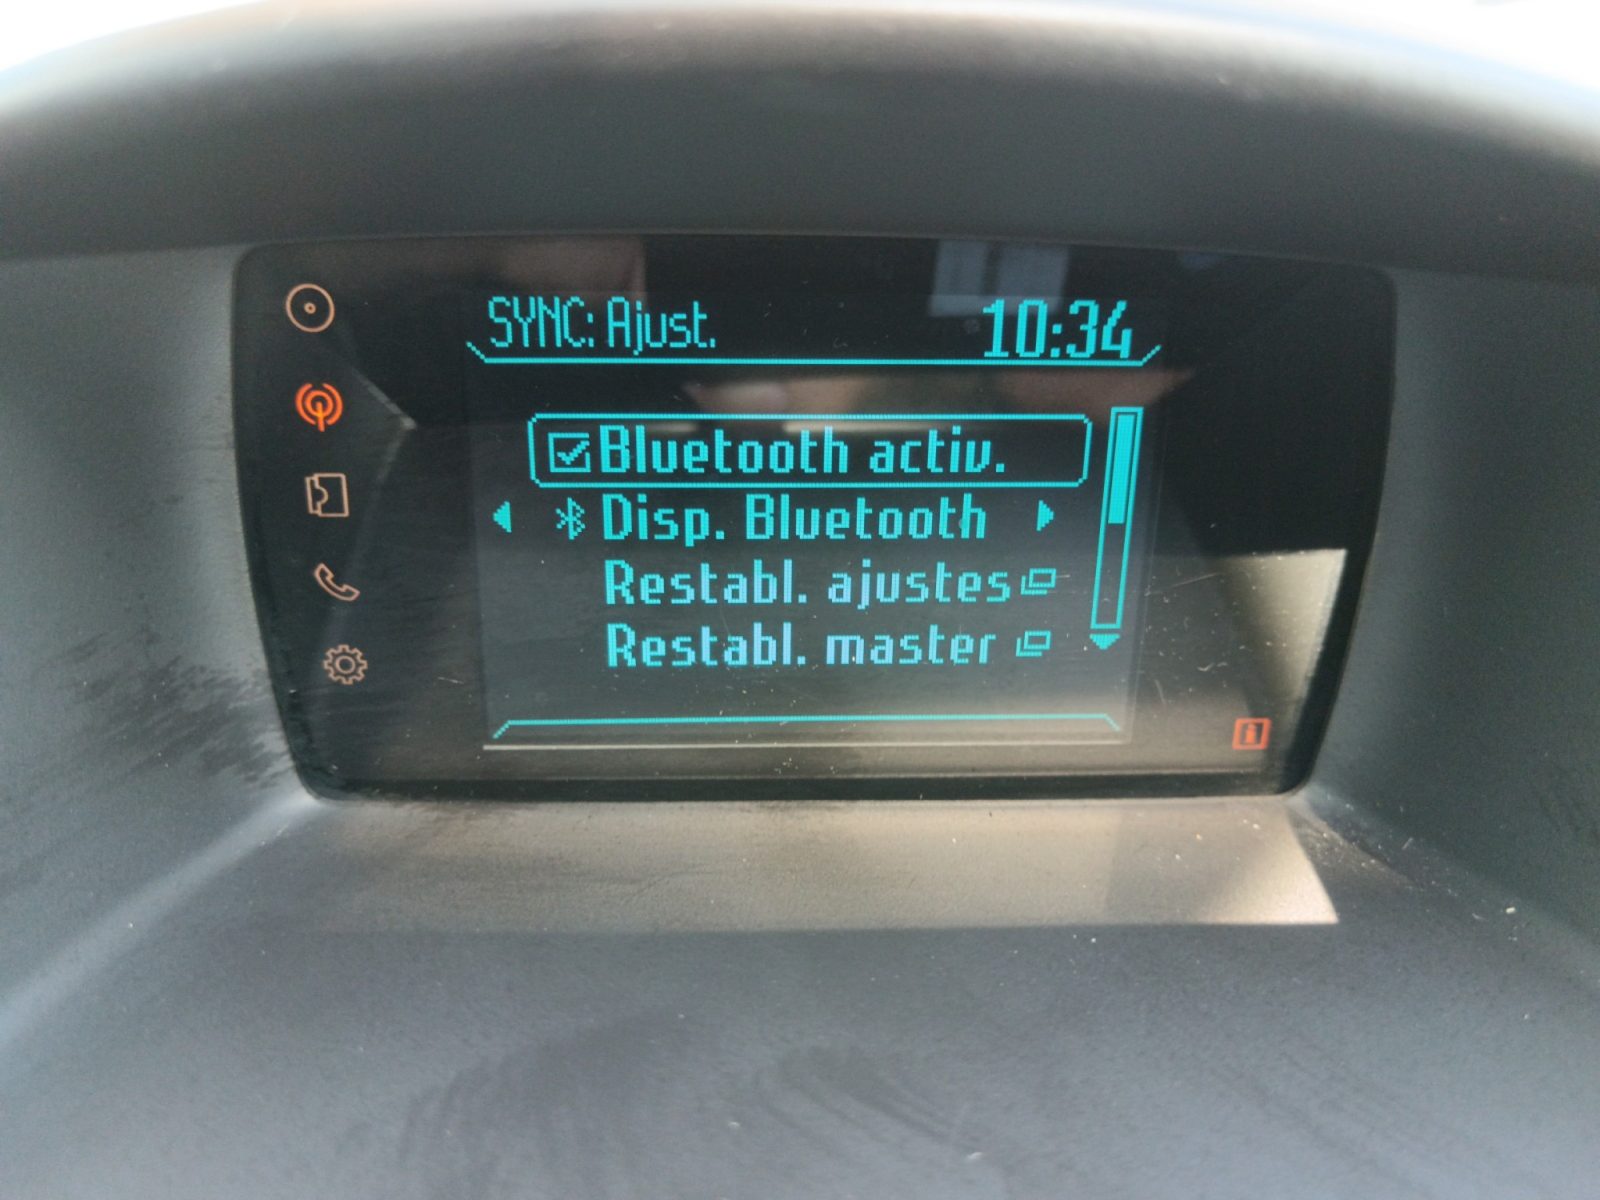 SYNC: Ajust.
10:34
Bluetooth activ.
Disp. Bluetooth
Restabl. ajustes
Restabl. master